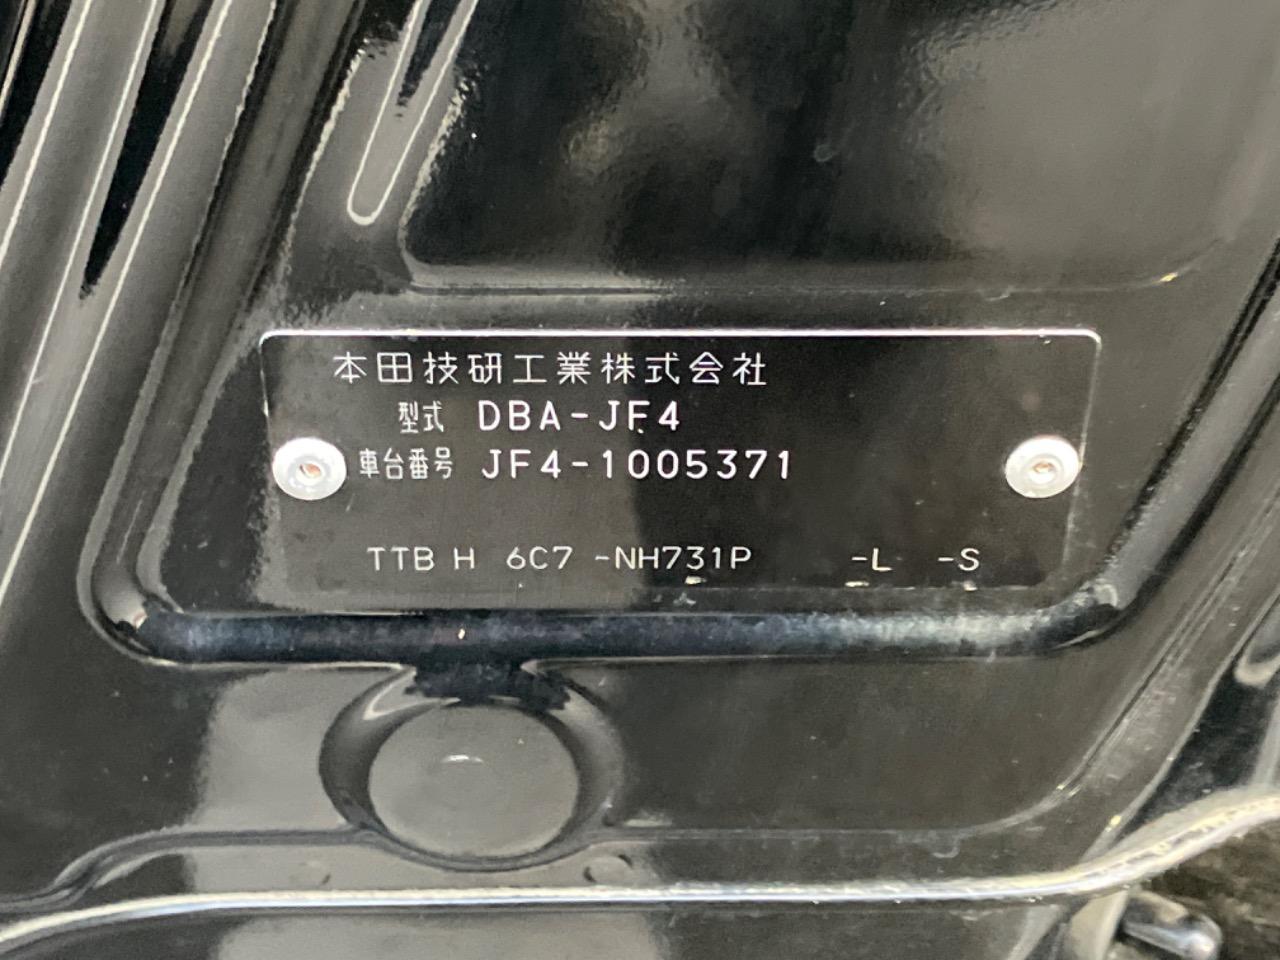 本田技研工業株式会社
型式 DBA-JF4
車台番号 JF4-1005371
TTB H 6C7 -NH731P -L -S